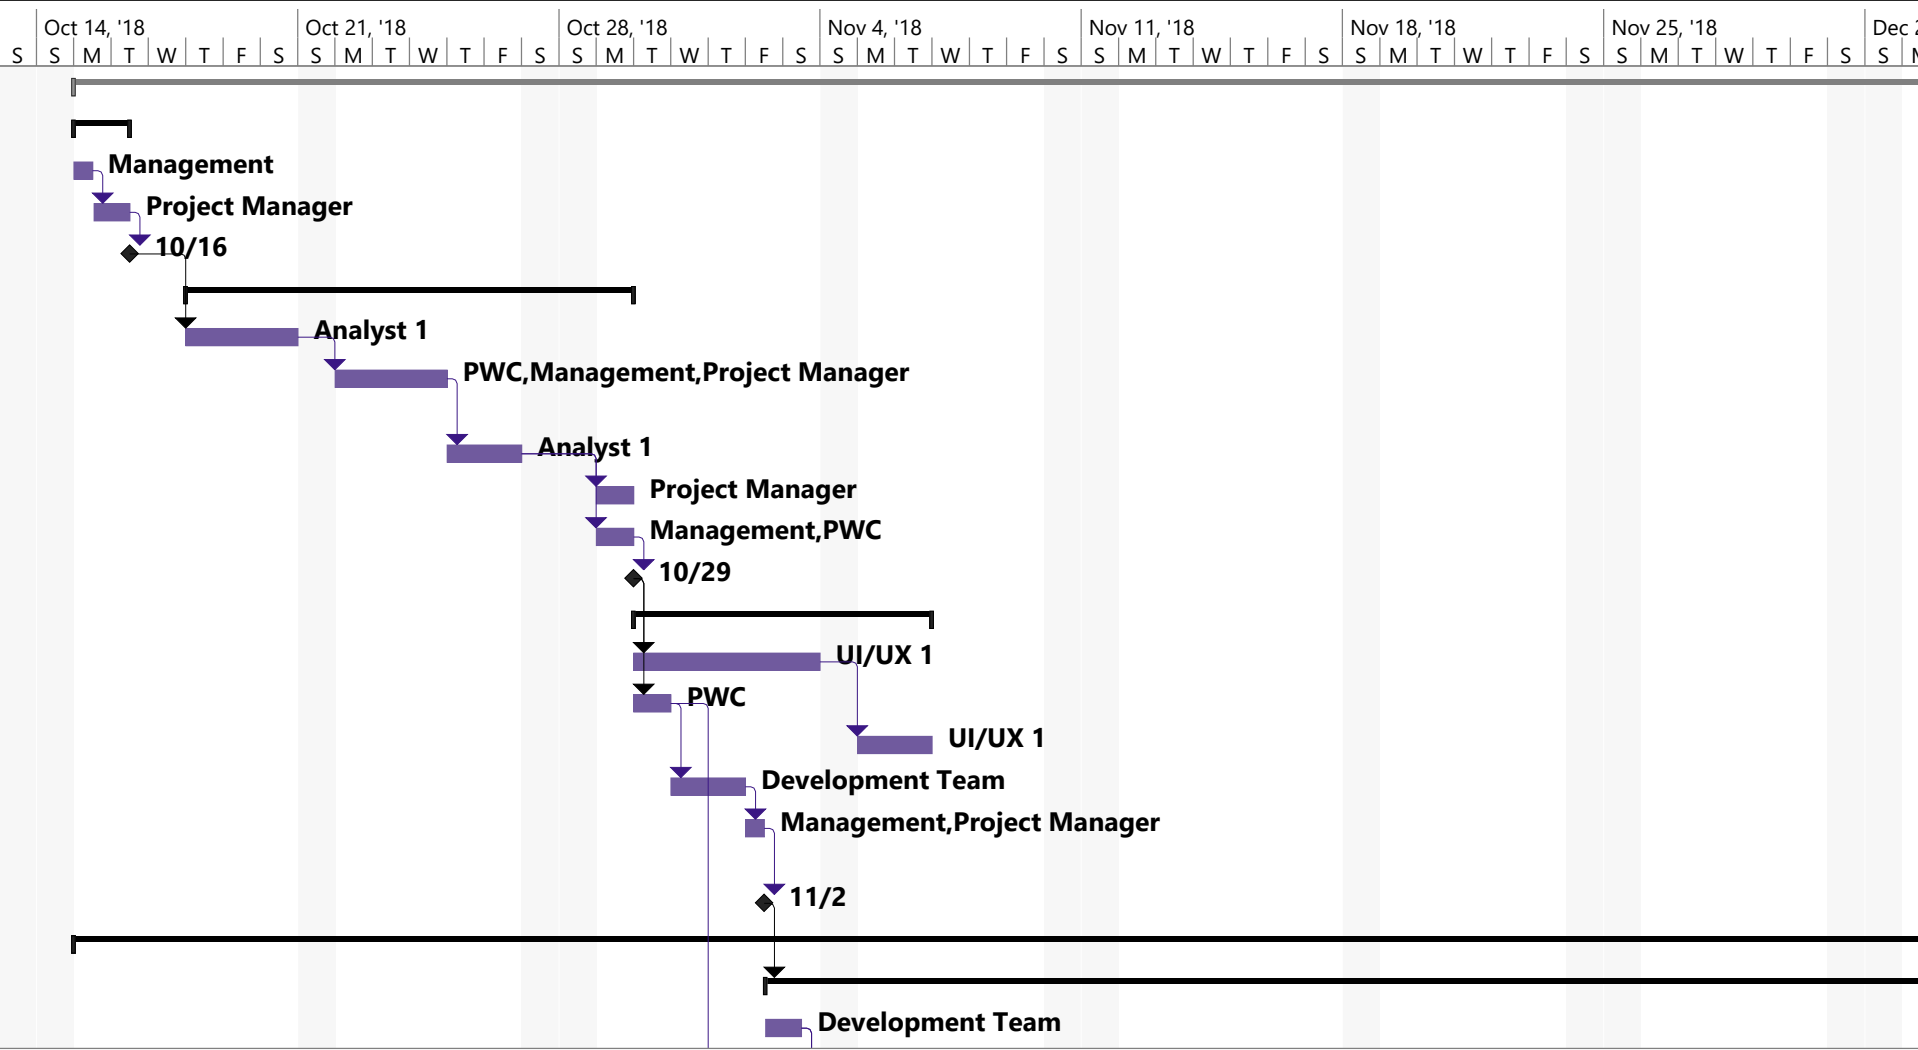 Oct 14, '18 Oct 21, '18 Oct 28, '18 Nov 4, '18 Nov 11, '18 Nov 18, '18 Nov 25, '18 Dec
S S M T W T F S S M T W T F S S M T W T F S S M T W T F S S M T W T F S S M T W T F S S M T W T F S S
Management
Project Manager
10/16
Analyst 1
PWC,Management,Project Manager
Analyst 1
Project Manager
Management,PWC
10/29
UI/UX 1
PWC
UI/UX 1
Development Team
Management,Project Manager
11/2
Development Team